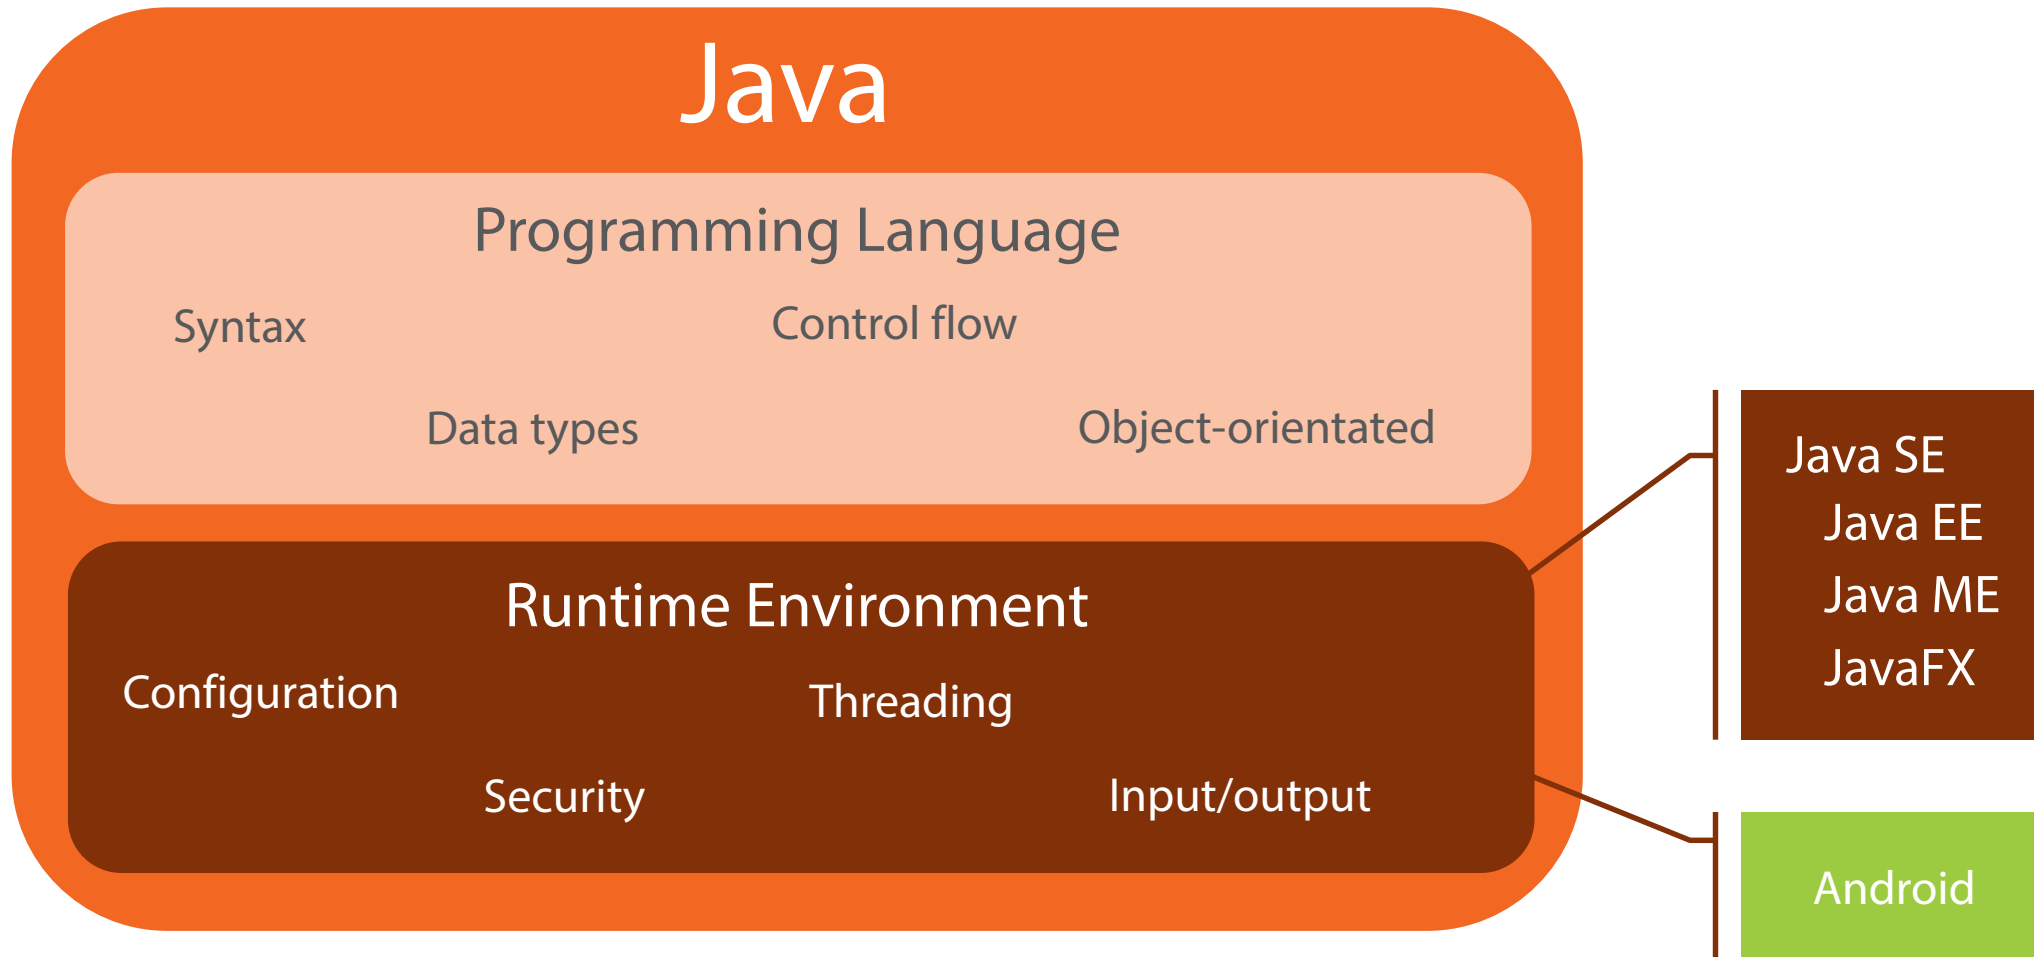 Java
Programming Language
Syntax
Control flow
Data types
Object-orientated
Runtime Environment
Configuration
Threading
Security
Input/output
Java SE
Java EE
Java ME
JavaFX
Android